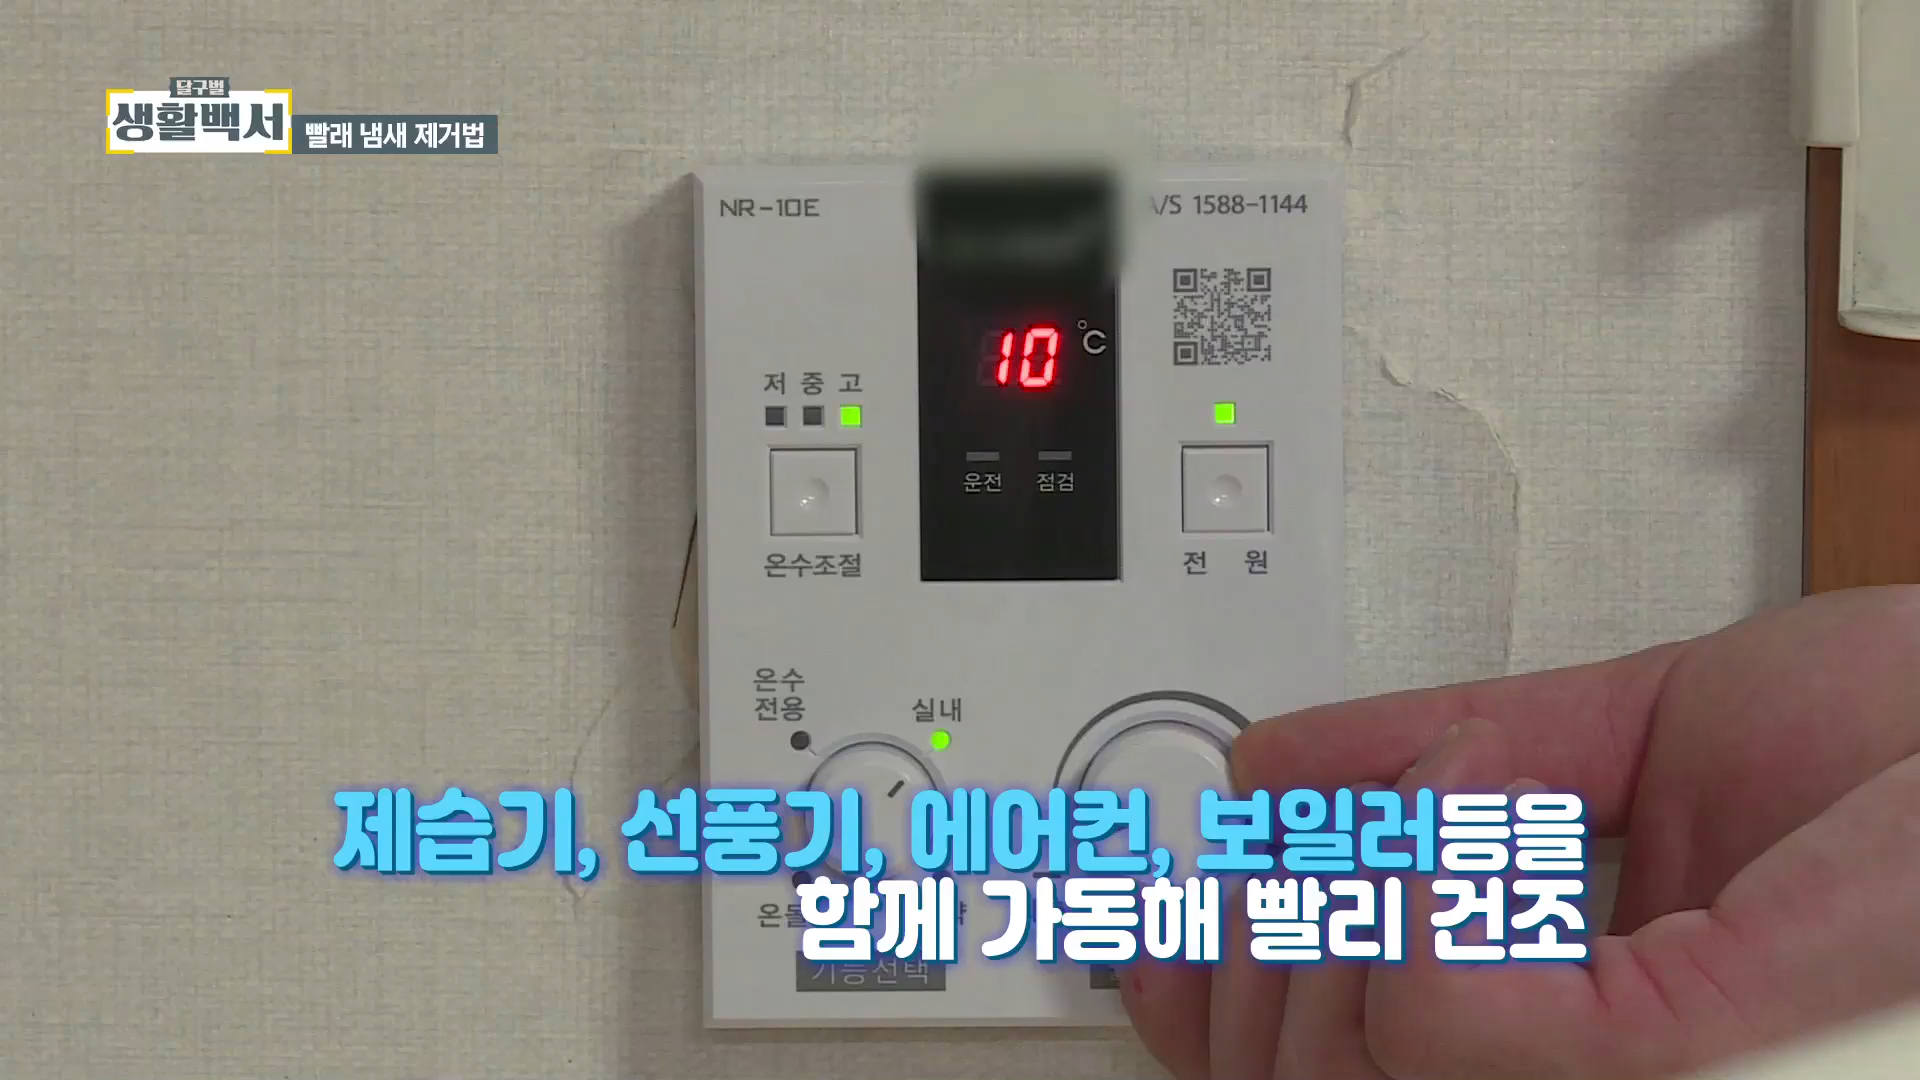 달구벌
생활백서
빨래 냄새 제거법
NR-10E
A/S 1588-1144
10 °C
저 중 고
운전 점검
온수조절
전 원
온수
전용
실내
제습기, 선풍기, 에어컨, 보일러등을
함께 가동해 빨리 건조
기능선택